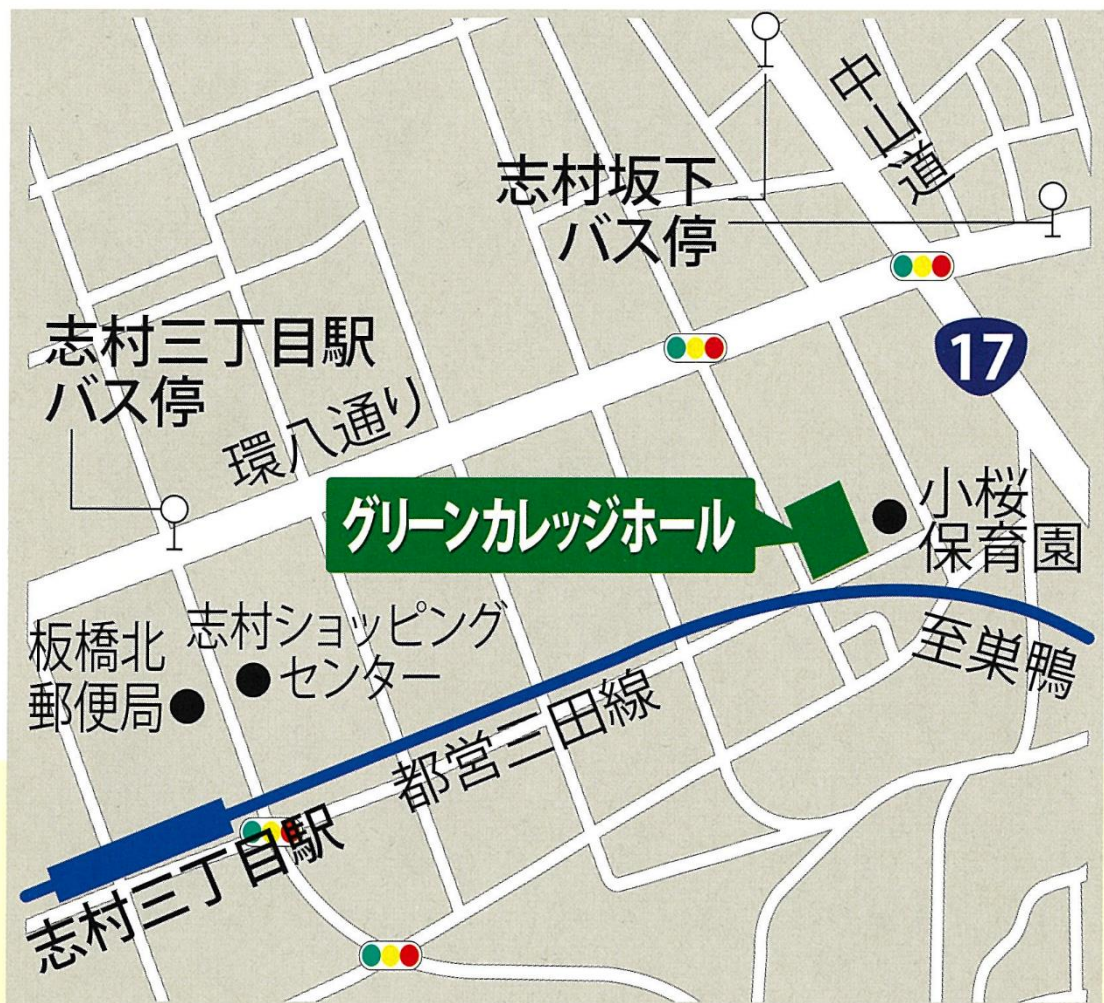 中山道
志村坂下
バス停
17
志村三丁目駅
バス停
環八通り
グリーンカレッジホール
小桜
保育園
至巣鴨
板橋北
郵便局
志村ショッピング
センター
都営三田線
志村三丁目駅